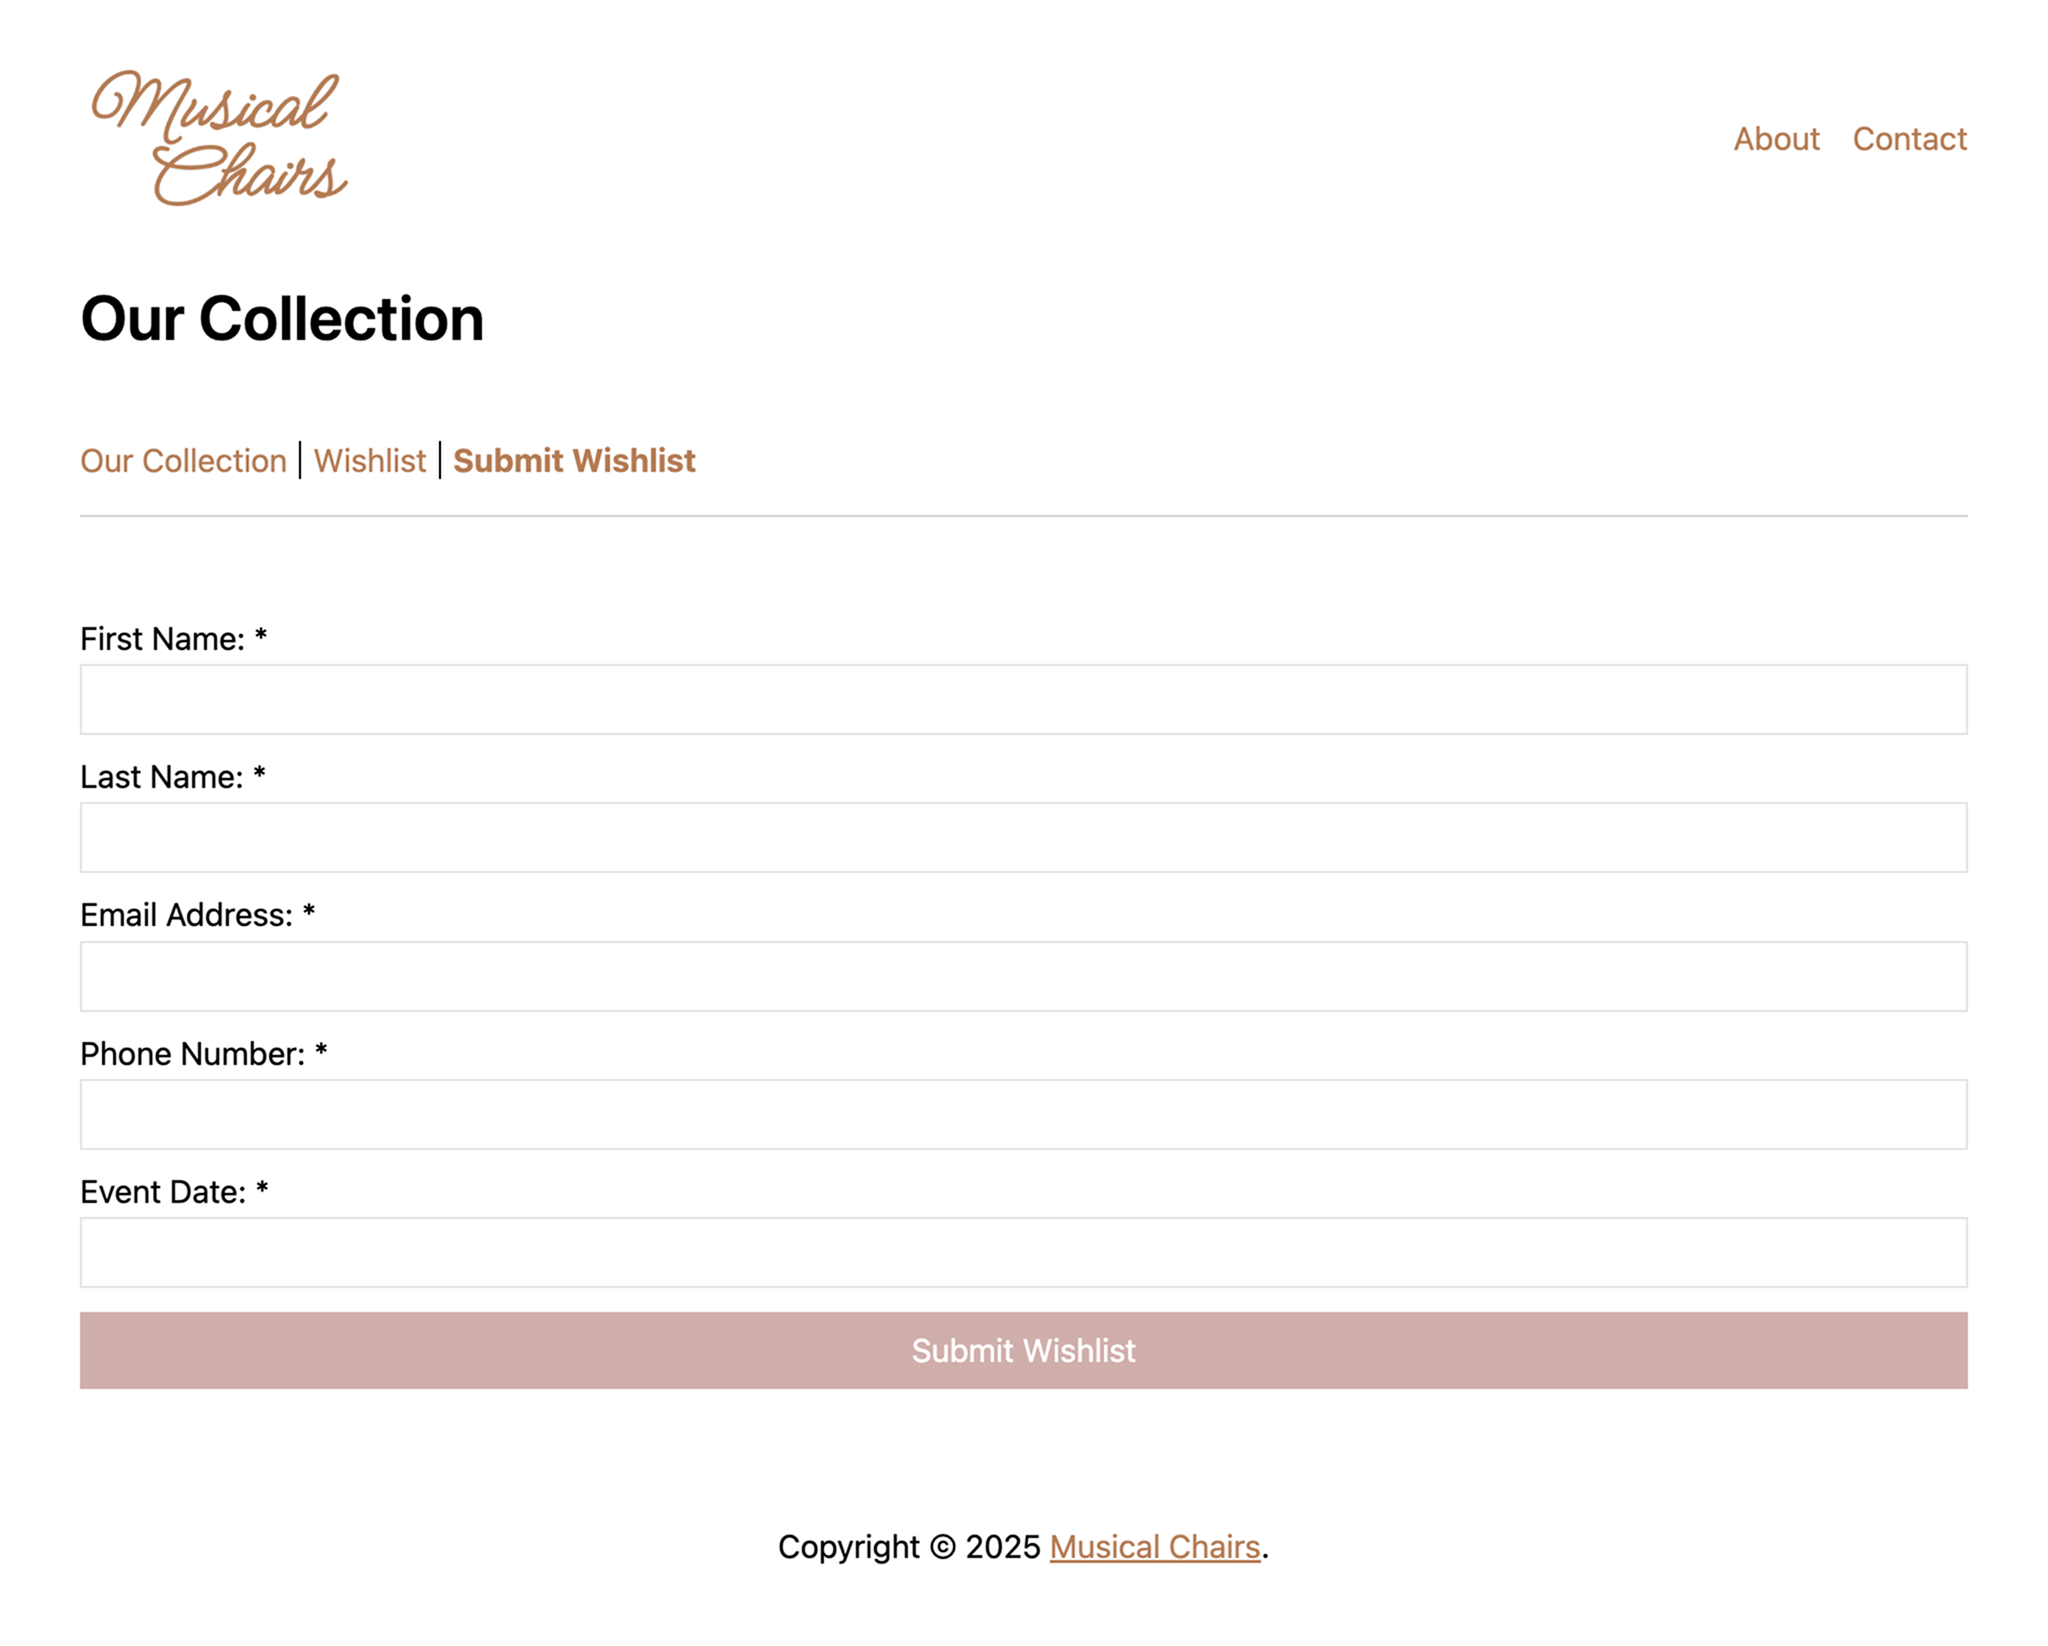 Musical
Chairs
About Contact
Our Collection
Our Collection | Wishlist | Submit Wishlist
First Name: *
Last Name: *
Email Address: *
Phone Number: *
Event Date: *
Submit Wishlist
Copyright © 2025 Musical Chairs.